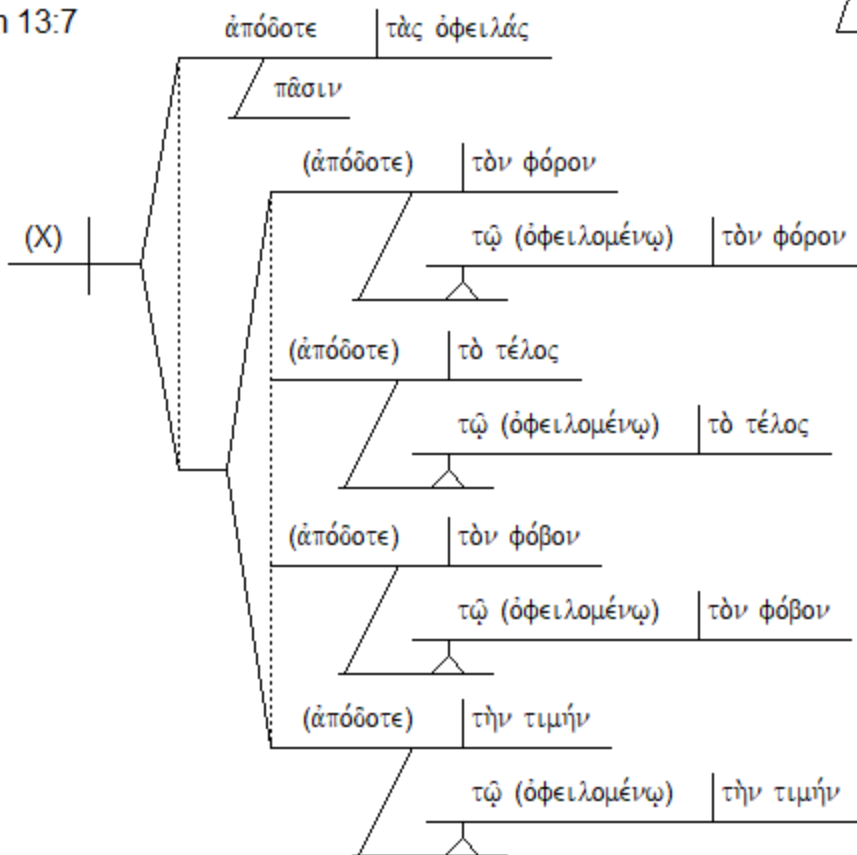 n 13:7
ἀπόδοτε τὰς ὀφειλάς
πᾶσιν
(ἀπόδοτε) τὸν φόρον
(X) τῷ (ὀφειλομένῳ) τὸν φόρον
(ἀπόδοτε) τὸ τέλος
τῷ (ὀφειλομένῳ) τὸ τέλος
(ἀπόδοτε) τὸν φόβον
τῷ (ὀφειλομένῳ) τὸν φόβον
(ἀπόδοτε) τὴν τιμήν
τῷ (ὀφειλομένῳ) τὴν τιμήν